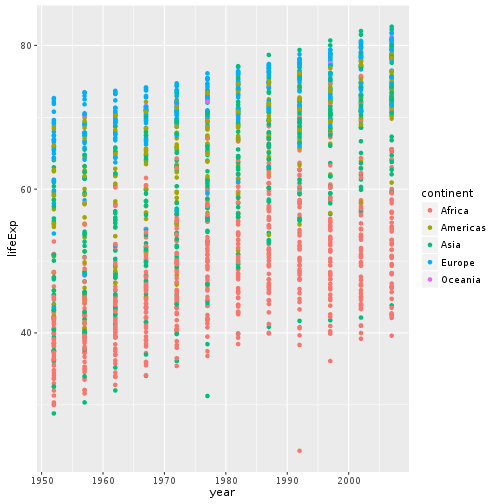 80
60
40
lifeExp
1950
1960
1970
1980
1990
2000
year
continent
Africa
Americas
Asia
Europe
Oceania